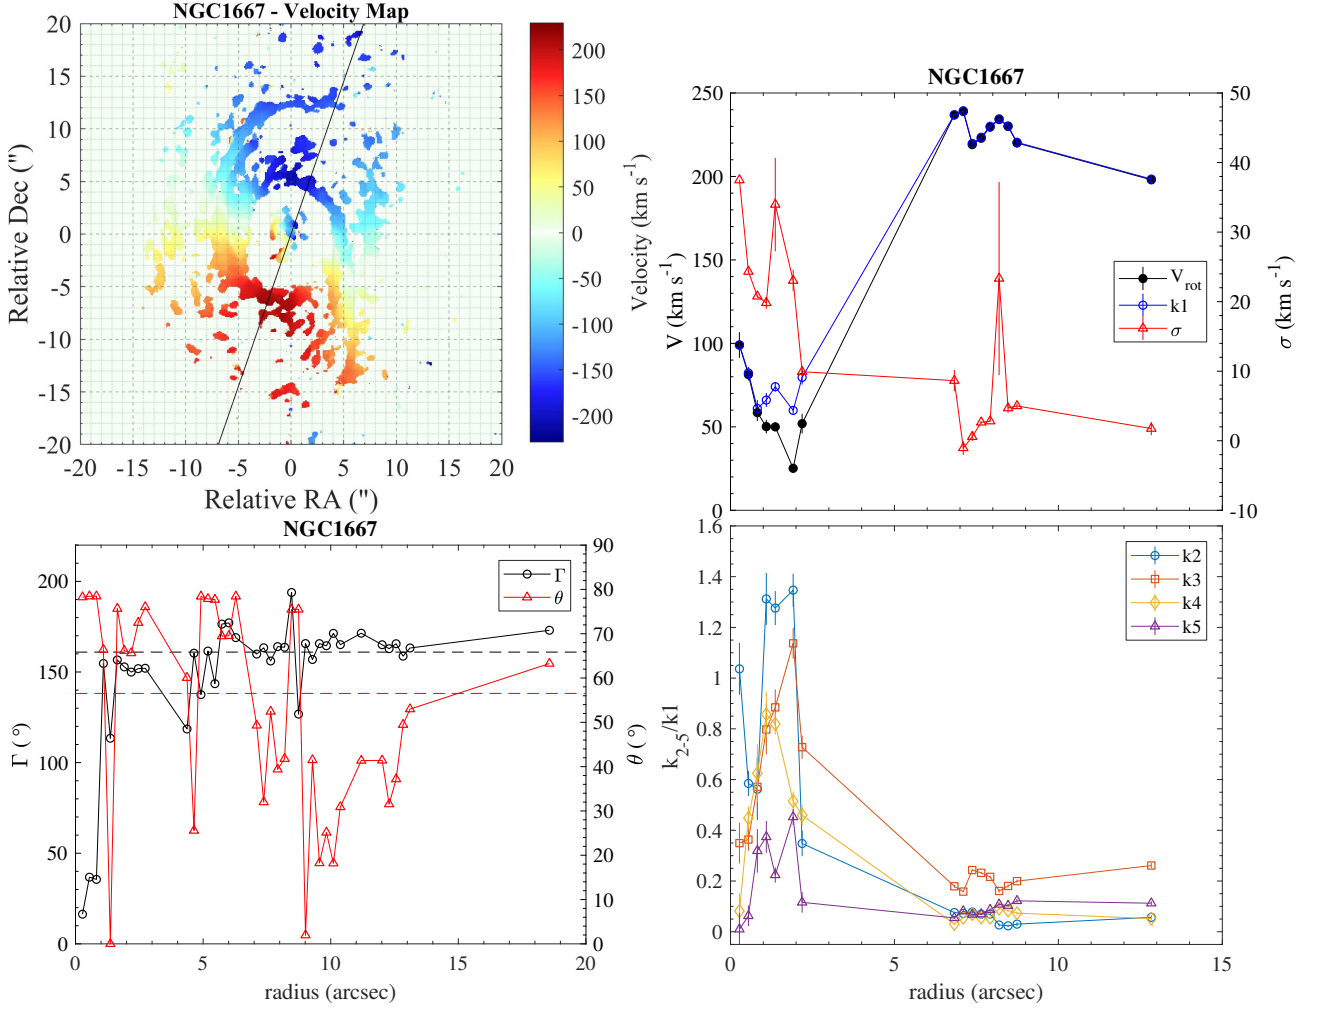 NGC1667 - Velocity Map
20
15
10
5
0
-5
-10
-15
-20
Relative Dec (")
-20 -15 -10 -5 0 5 10 15 20
Relative RA (")
200
150
100
50
0
-50
-100
-150
-200
Velocity (km s-1)
NGC1667
250
200
150
100
50
0
V (km s-1)
50
40
30
20
10
0
-10
σ (km s-1)
Vrot
k1
σ
NGC1667
200
150
100
50
0
Γ (°)
90
80
70
60
50
40
30
20
10
0
θ (°)
Γ
θ
0 5 10 15 20
radius (arcsec)
1.6
1.4
1.2
1
0.8
0.6
0.4
0.2
0
k2-5/k1
k2
k3
k4
k5
0 5 10 15
radius (arcsec)